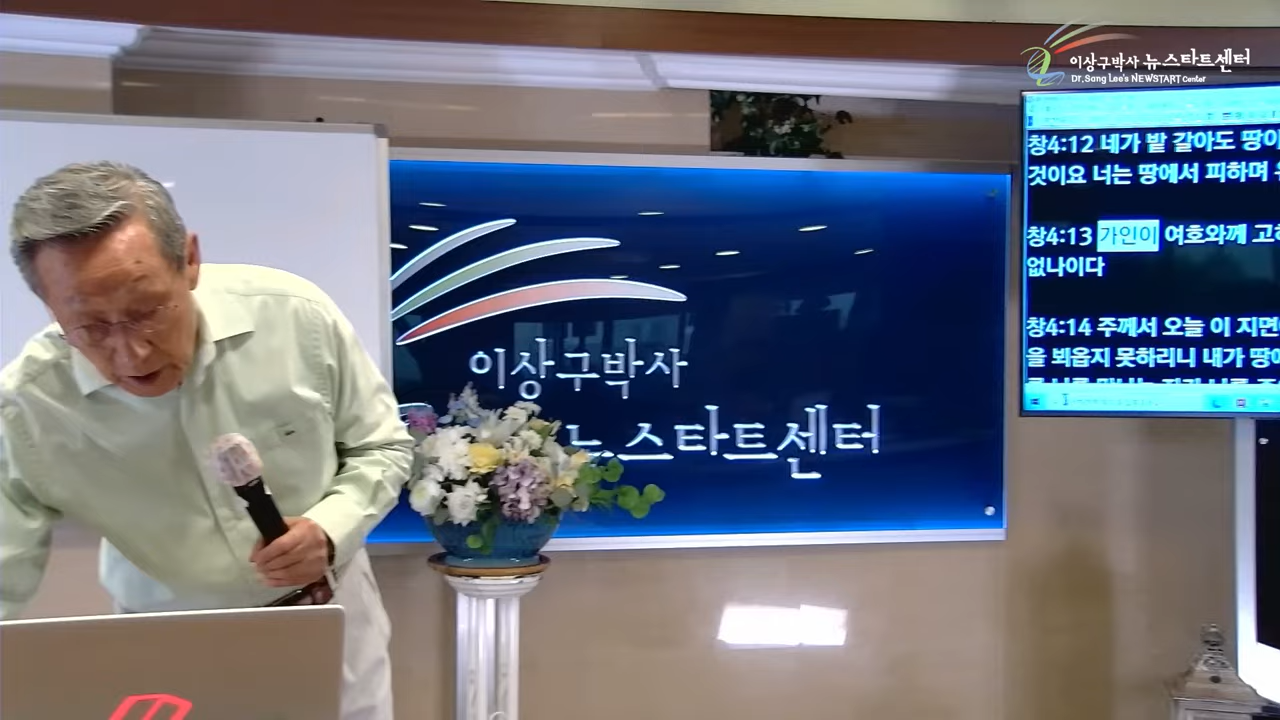 이상구박사 뉴스타트센터
Dr. Sang Lee's NEWSTART Center
창4:12 네가 밭 갈아도 땅이
것이요 너는 땅에서 피하며
창4:13 가인이 여호와께 고하
없나이다
창4:14 주께서 오늘 이 지면
을 뵈옵지 못하리니 내가 땅에
이상구박사
뉴스타트센터